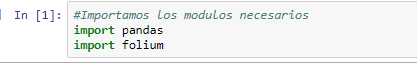 In [1]: #Importamos los modulos necesarios
import pandas
import folium